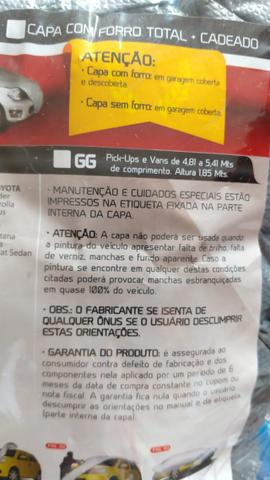 CAPA COM FORRO TOTAL + CADEADO
ATENÇÃO:
• Capa com forro: em garagem coberta
e descoberta.
• Capa sem forro: em garagem coberta.
GG Pick-Ups e Vans de 4,81 a 5,41 Mts
de comprimento. Altura 1.85 Mts.
YOTA
rolla
us
tana
at Sedan
• MANUTENÇÃO E CUIDADOS ESPECIAIS ESTÃO
IMPRESSOS NA ETIQUETA FIXADA NA PARTE
INTERNA DA CAPA.
• ATENÇÃO: A capa não poderá ser usada quando
a pintura do veículo apresentar falta de brilho, falta
de verniz, manchas e fundo aparente. Caso a
pintura se encontre em qualquer destas condições
citadas poderá provocar manchas esbranquiçadas
em quase 100% do veículo.
• OBS.: O FABRICANTE SE ISENTA DE
QUALQUER ÔNUS SE O USUÁRIO DESCUMPRIR
ESTAS ORIENTAÇÕES.
• GARANTIA DO PRODUTO: é assegurada ao
consumidor contra defeito de fabricação e dos
componentes nela aplicado por um período de 6
meses da data de compra constante no cupom ou
nota fiscal. A garantia fica nula quando o usuário
descumprir as orientações no manual e da etiqueta
(parte interna da capa).